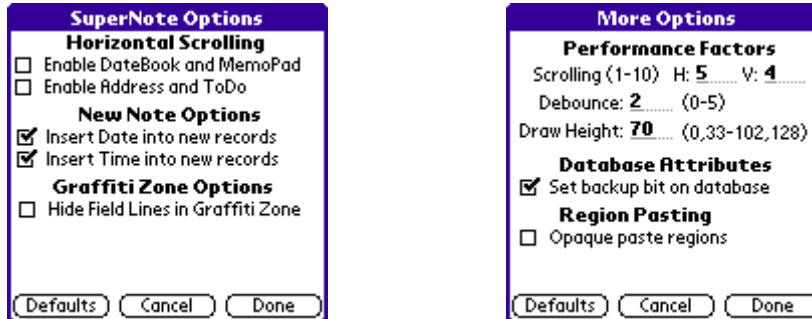 SuperNote Options
Horizontal Scrolling
Enable DateBook and MemoPad
Enable Address and ToDo
New Note Options
Insert Date into new records
Insert Time into new records
Graffiti Zone Options
Hide Field Lines in Graffiti Zone
Defaults Cancel Done
More Options
Performance Factors
Scrolling (1-10) H: 5 V: 4
Debounce: 2 (0-5)
Draw Height: 70 (0,33-102,128)
Database Attributes
Set backup bit on database
Region Pasting
Opaque paste regions
Defaults Cancel Done